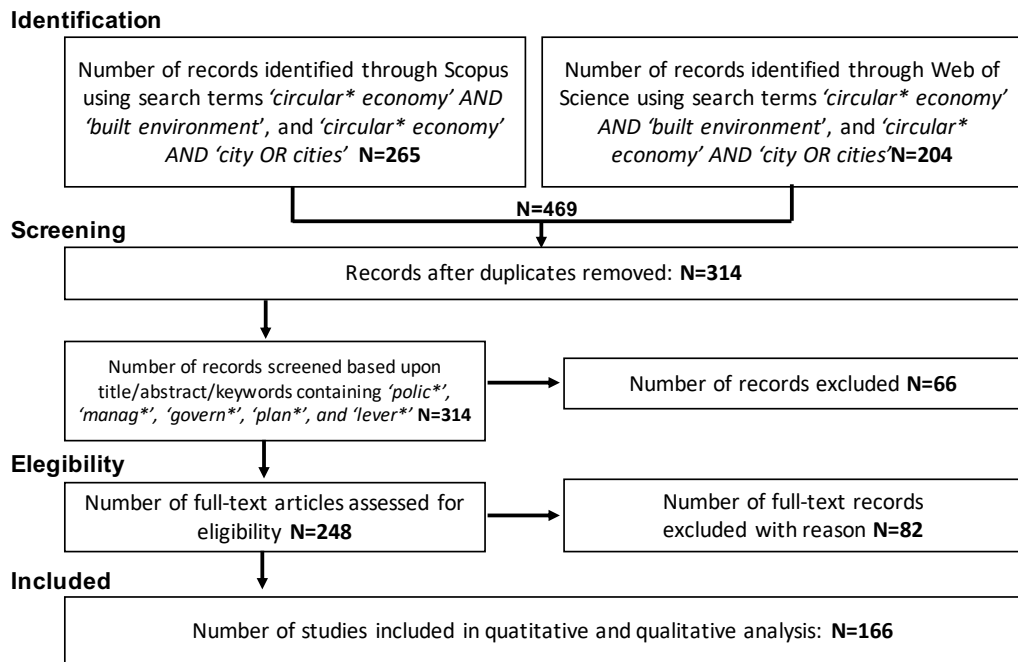 Identification
Number of records identified through Scopus
using search terms ‘circular* economy’ AND
‘built environment’, and ‘circular* economy’
AND ‘city OR cities’ N=265
Number of records identified through Web of
Science using search terms ‘circular* economy’
AND ‘built environment’, and ‘circular*
economy’ AND ‘city OR cities’N=204
N=469
Screening
Records after duplicates removed: N=314
Number of records screened based upon
title/abstract/keywords containing ‘polic*’,
‘manag*’, ‘govern*’, ‘plan*’, and ‘lever*’ N=314
Number of records excluded N=66
Elegibility
Number of full-text articles assessed for
eligibility N=248
Number of full-text records
excluded with reason N=82
Included
Number of studies included in quatitative and qualitative analysis: N=166